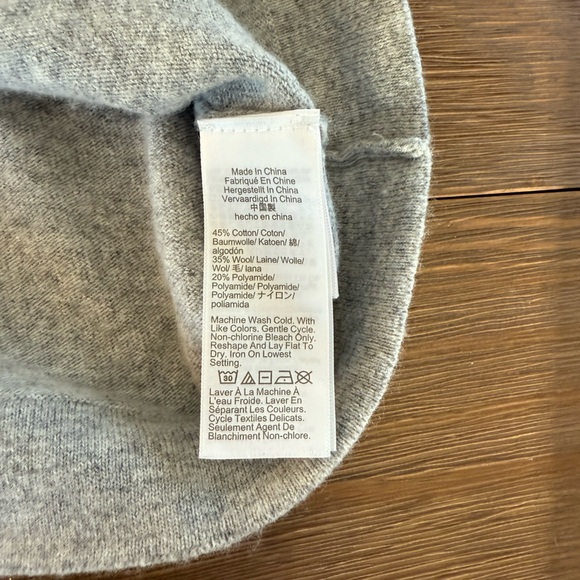 Made In China
Fabriqué En Chine
Hergestellt In China
Vervaardigd In China
中国製
hecho en china
45% Cotton/ Coton/
Baumwolle/ Katoen/ 綿/
algodón
35% Wool/ Laine/ Wolle/
Wol/ 毛/ lana
20% Polyamide/
Polyamide/ Polyamide/
Polyamide/ ナイロン/
poliamida
Machine Wash Cold. With
Like Colors. Gentle Cycle.
Non-chlorine Bleach Only.
Reshape And Lay Flat To
Dry. Iron On Lowest
Setting.
30
Laver À La Machine À
L'eau Froide. Laver En
Séparant Les Couleurs.
Cycle Textiles Delicats.
Seulement Agent De
Blanchiment Non-chlore.